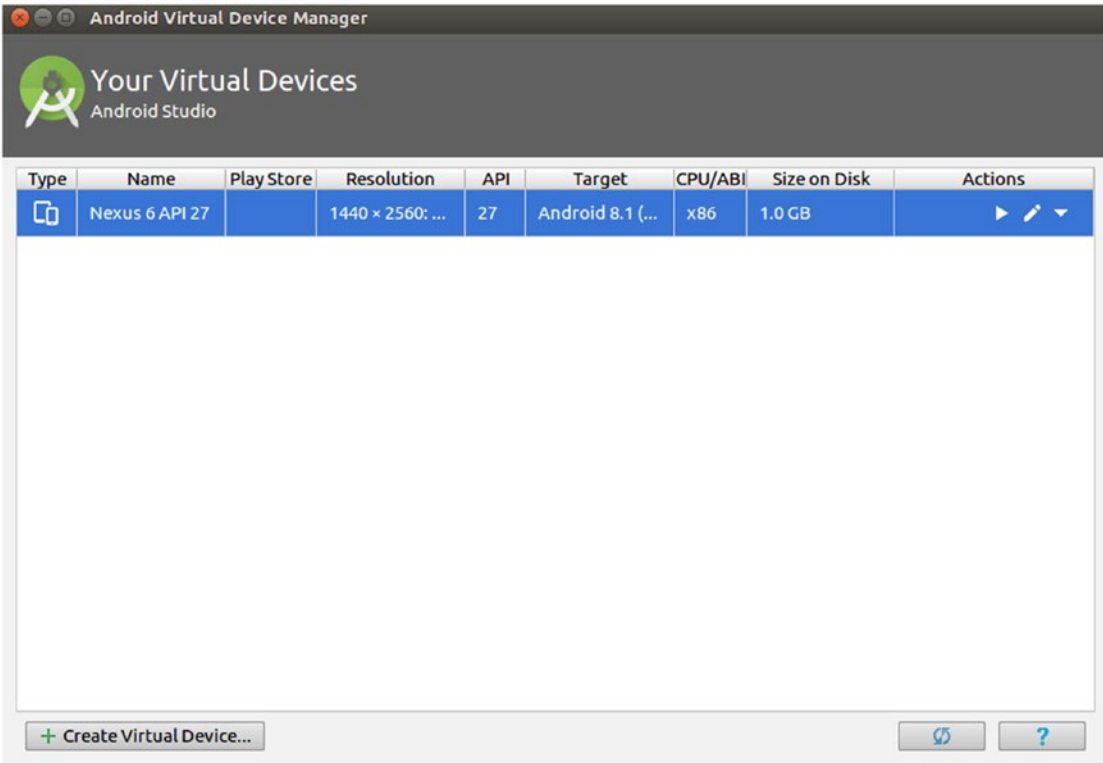 Android Virtual Device Manager
Your Virtual Devices
Android Studio
Type Name Play Store Resolution API Target CPU/ABI Size on Disk Actions
Nexus 6 API 27 1440 × 2560: ... 27 Android 8.1 (... x86 1.0 GB
+ Create Virtual Device... ?